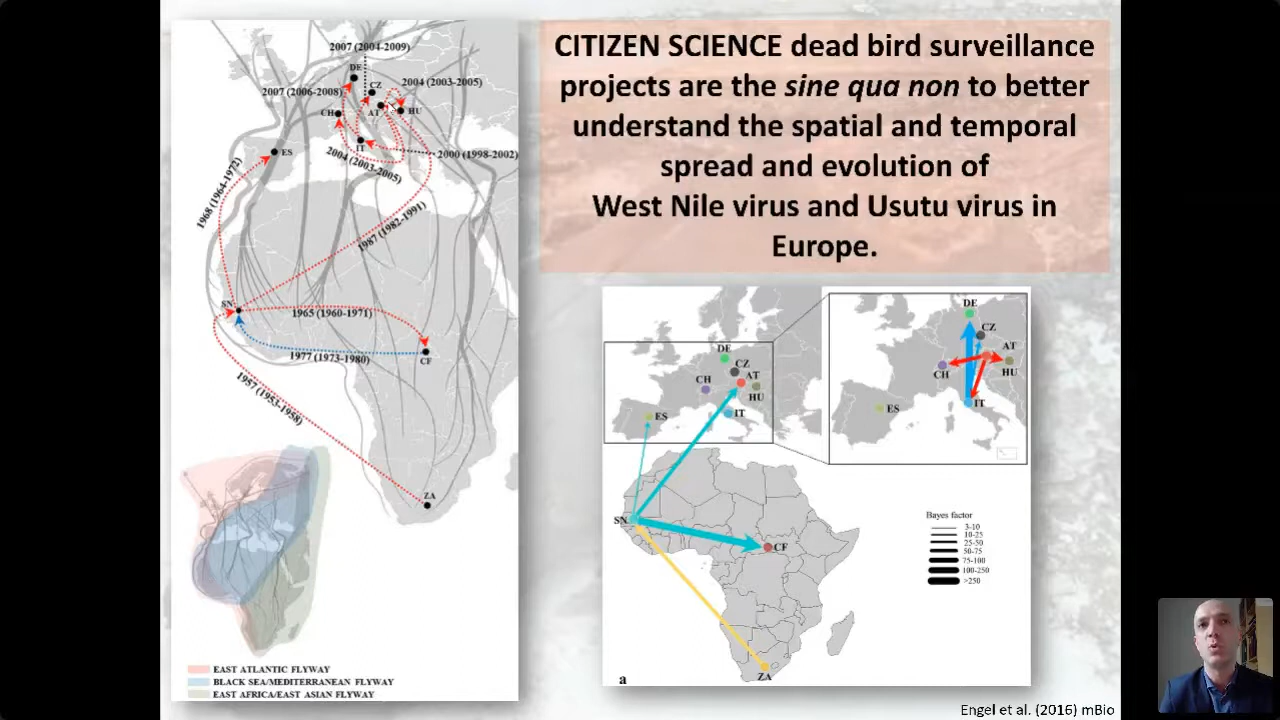 CITIZEN SCIENCE dead bird surveillance
projects are the sine qua non to better
understand the spatial and temporal
spread and evolution of
West Nile virus and Usutu virus in
Europe.
2007 (2004-2009)
DE
CZ
2004 (2003-2005)
2007 (2006-2008)
CH
AT
HU
IT
2000 (1998-2002)
2004 (2003-2005)
ES
1968 (1964-1972)
1987 (1982-1991)
SN
1965 (1960-1971)
1977 (1973-1980)
CF
1957 (1953-1958)
ZA
EAST ATLANTIC FLYWAY
BLACK SEA/MEDITERRANEAN FLYWAY
EAST AFRICA/EAST ASIAN FLYWAY
DE
CZ
CH
AT
HU
ES
IT
DE
CZ
AT
CH
HU
ES
IT
SN
CF
ZA
Bayes factor
3-10
10-25
25-50
50-75
75-100
100-250
>250
a
Engel et al. (2016) mBio